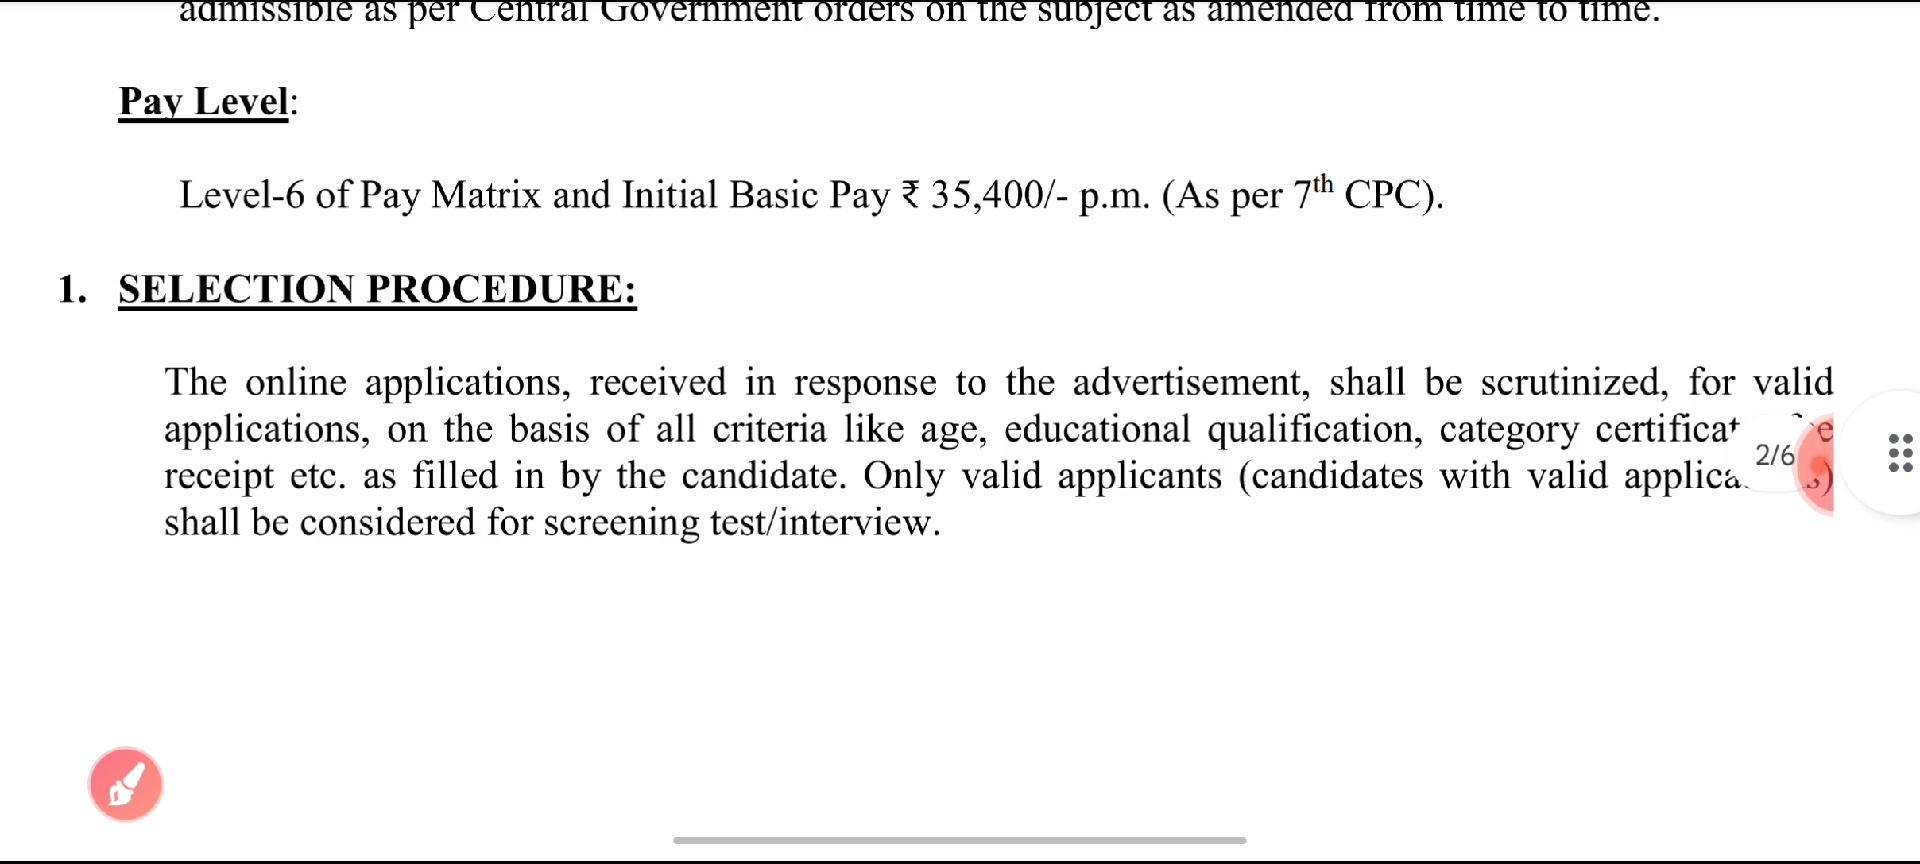 admissible as per Central Government orders on the subject as amended from time to time.
Pay Level:
Level-6 of Pay Matrix and Initial Basic Pay ₹ 35,400/- p.m. (As per 7th CPC).
1. SELECTION PROCEDURE:
The online applications, received in response to the advertisement, shall be scrutinized, for valid
applications, on the basis of all criteria like age, educational qualification, category
receipt etc. as filled in by the candidate. Only valid applicants (candidates with valid
2/6
shall be considered for screening test/interview.